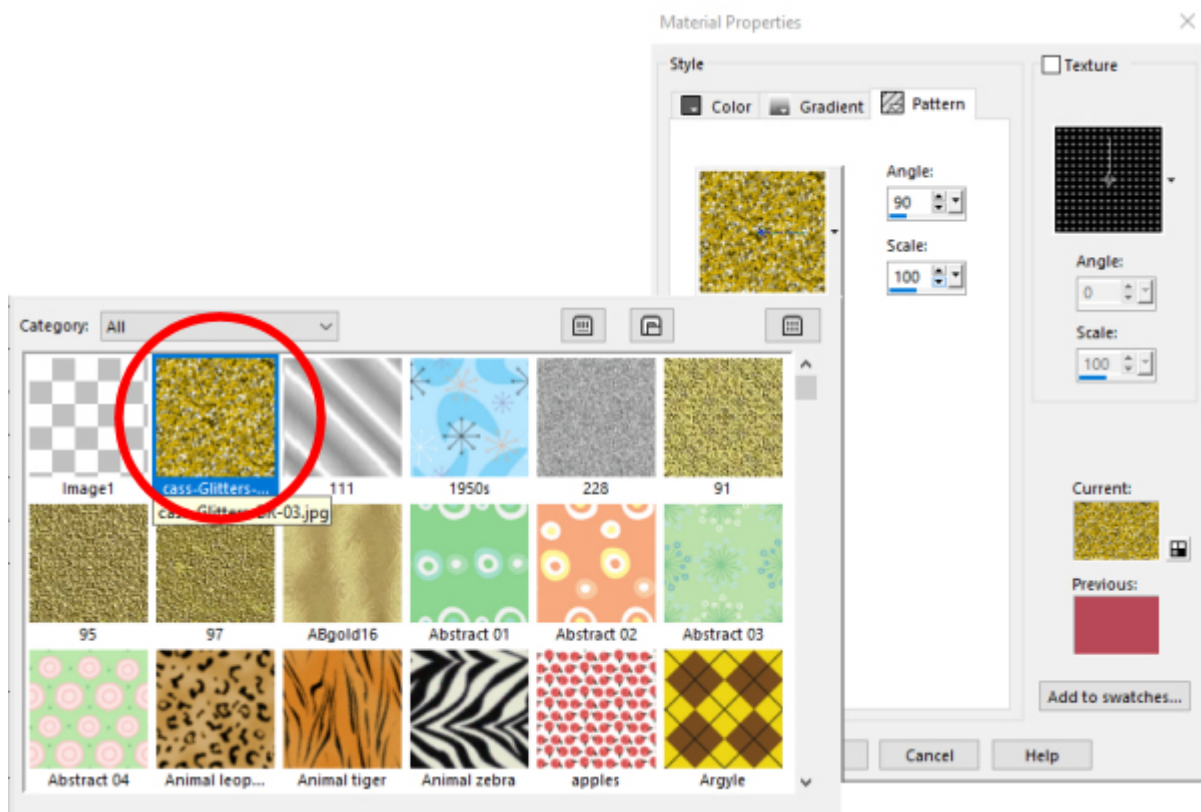 Material Properties
Style
Color
Gradient
Pattern
Texture
Angle:
90
Scale:
100
Angle:
0
Scale:
100
Current:
Previous:
Add to swatches...
Cancel
Help
Category:
All
Image1
cass-Glitters-...
111
1950s
228
91
95
97
ABgold16
Abstract 01
Abstract 02
Abstract 03
Abstract 04
Animal leop...
Animal tiger
Animal zebra
apples
Argyle